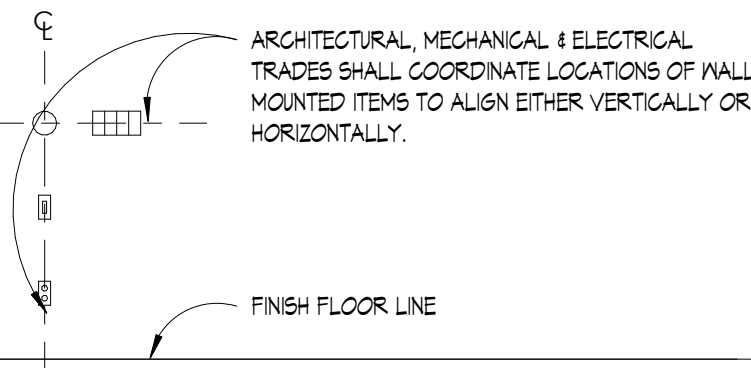 ℄
ARCHITECTURAL, MECHANICAL & ELECTRICAL
TRADES SHALL COORDINATE LOCATIONS OF WALL
MOUNTED ITEMS TO ALIGN EITHER VERTICALLY OR
HORIZONTALLY.
FINISH FLOOR LINE